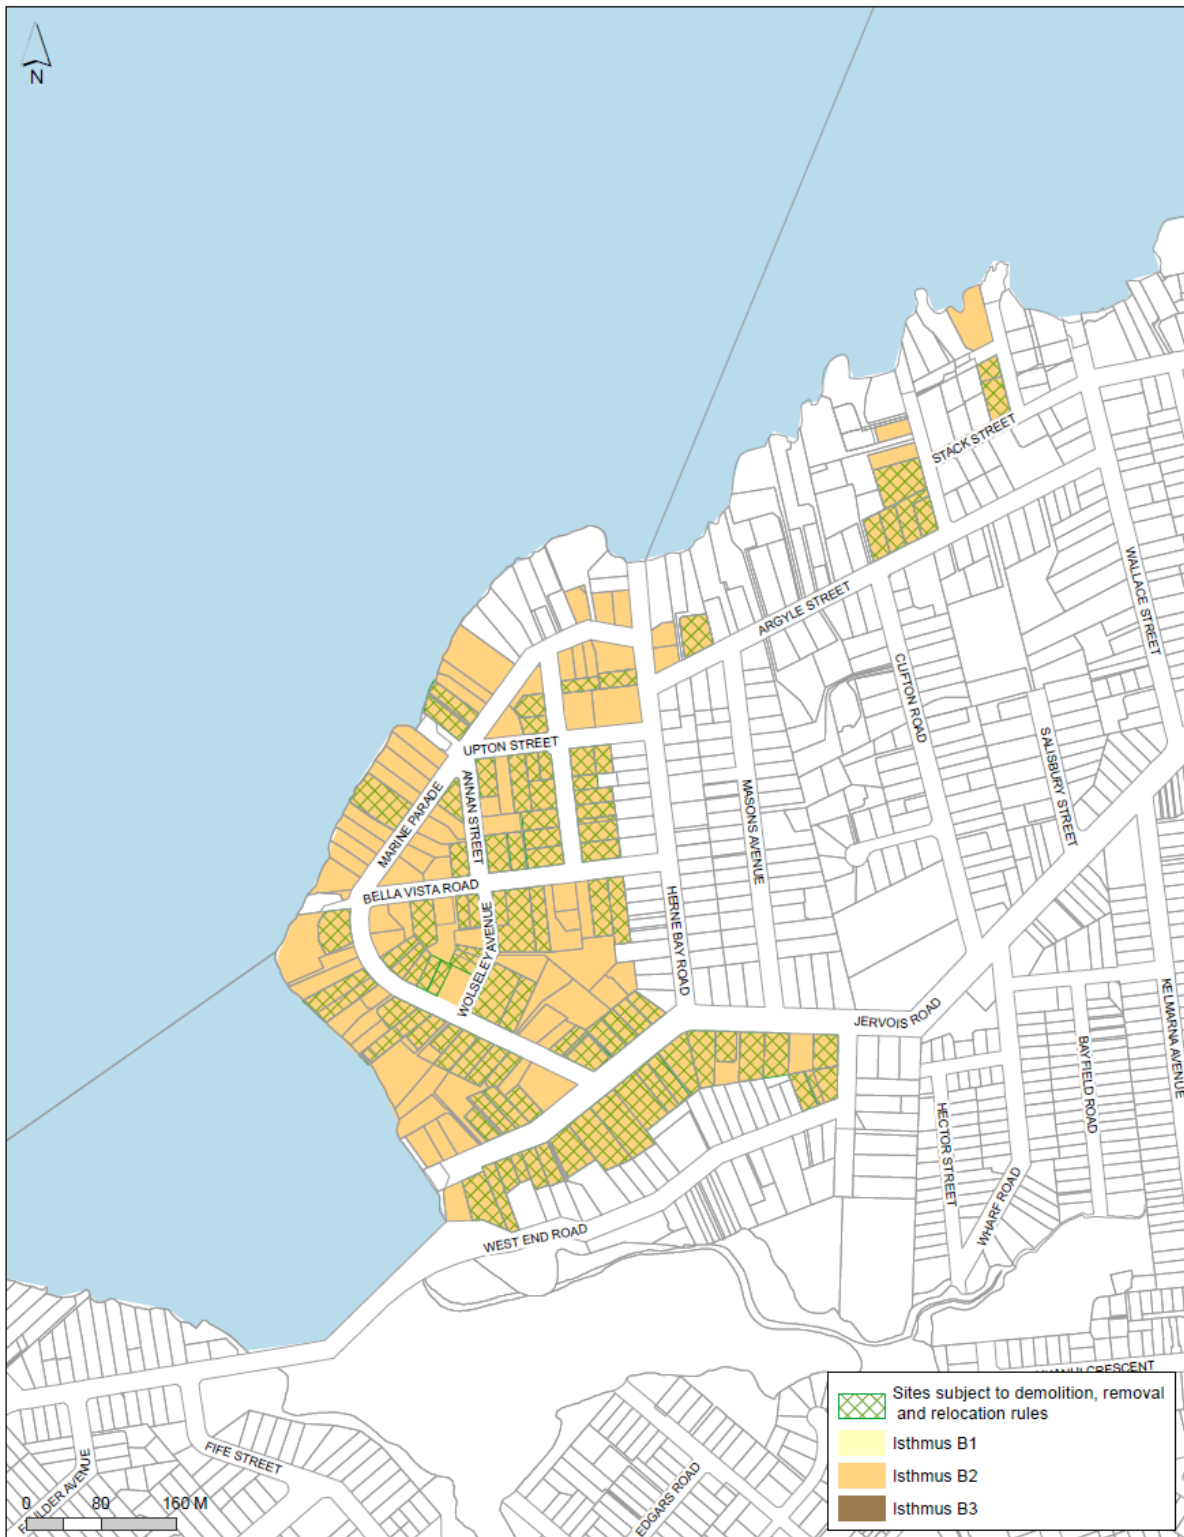 N
STACK STREET
WALLACE STREET
ARGYLE STREET
CLIFTON ROAD
SALISBURY STREET
UPTON STREET
ANNAN STREET
MARINE PARADE
MASONS AVENUE
BELLA VISTA ROAD
HERNE BAY ROAD
WOLSELEY AVENUE
JERVOIS ROAD
KELMARNA AVENUE
BAYFIELD ROAD
HECTOR STREET
WHARF ROAD
WEST END ROAD
CRESCENT
FIFE STREET
AVENUE
EDGARS ROAD
0 80 160 M
Sites subject to demolition, removal
and relocation rules
Isthmus B1
Isthmus B2
Isthmus B3